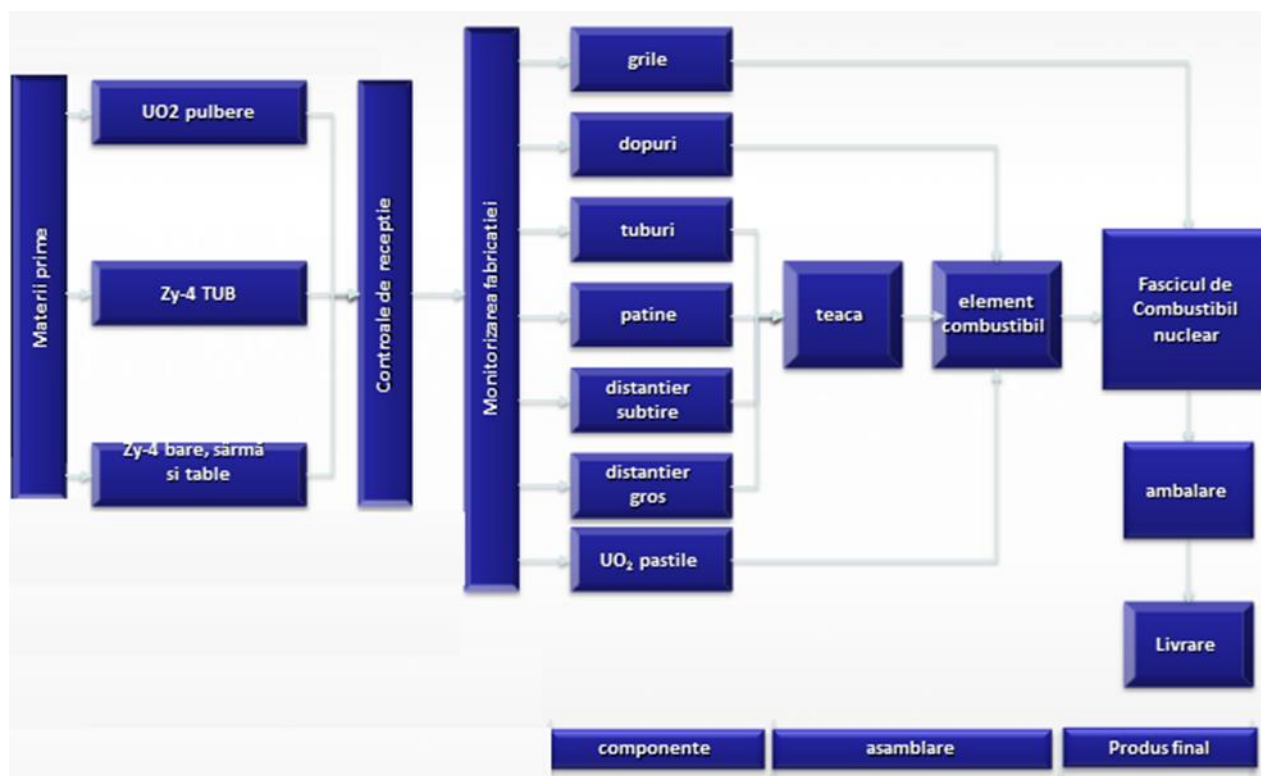 Materii prime
UO2 pulbere
Zy-4 TUB
Zy-4 bare, sârmă
si table
Controale de receptie
Monitorizarea fabricatiei
grile
dopuri
tuburi
patine
distantier
subtire
distantier
gros
UO₂ pastile
teaca
element
combustibil
Fascicul de
Combustibil
nuclear
ambalare
Livrare
componente
asamblare
Produs final